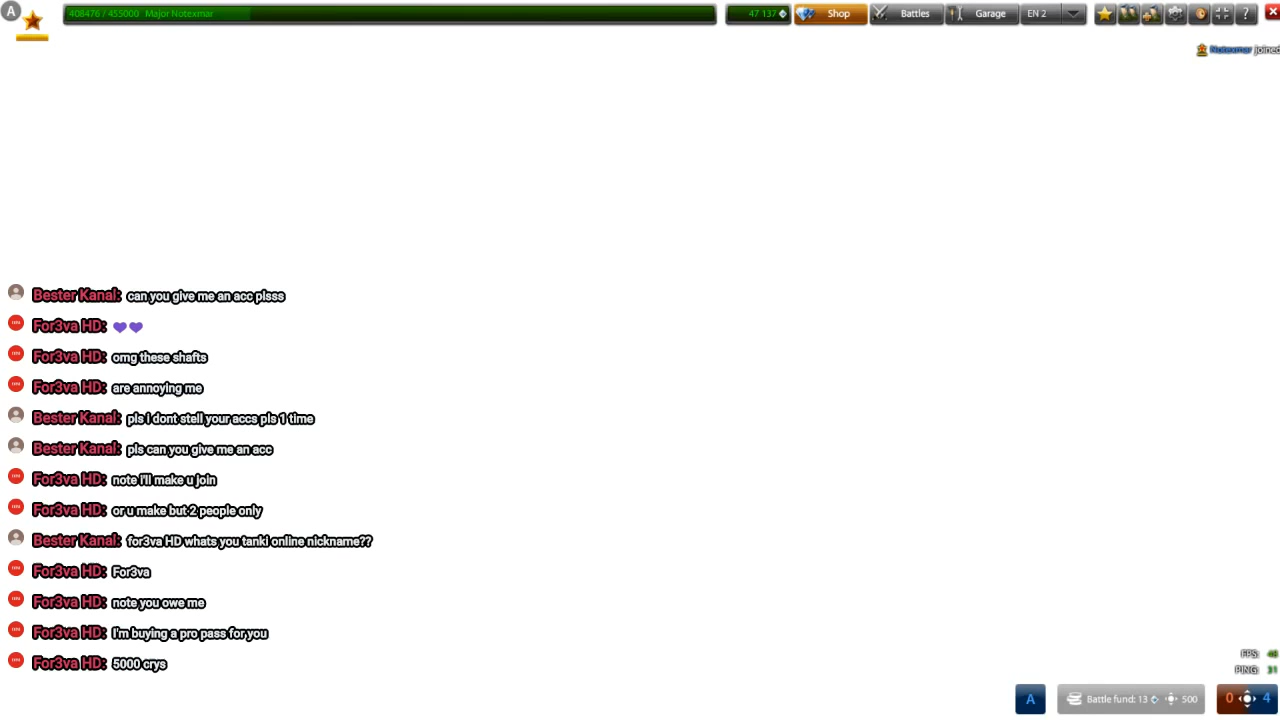 A
408476 / 455000 Major Notexmar
47 137
Shop
Battles
Garage
EN 2
?
Notexmar joined
Bester Kanal: can you give me an acc plsss
For3va HD: 💜💜
For3va HD: omg these shafts
For3va HD: are annoying me
Bester Kanal: pls I dont stell your accs pls 1 time
Bester Kanal: pls can you give me an acc
For3va HD: note i'll make u join
For3va HD: or u make but 2 people only
Bester Kanal: for3va HD whats you tanki online nickname??
For3va HD: For3va
For3va HD: note you owe me
For3va HD: I'm buying a pro pass for you
For3va HD: 5000 crys
FPS: 48
PING: 31
A
Battle fund: 13
500
0
4